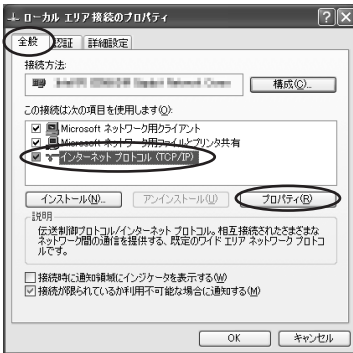 ローカル エリア接続のプロパティ
全般 認証 詳細設定
接続方法:
構成(C)...
この接続は次の項目を使用します(O):
Microsoft ネットワーク用クライアント
Microsoft ネットワーク用ファイルとプリンタ共有
インターネット プロトコル (TCP/IP)
インストール(N)... アンインストール(U) プロパティ(R)
説明
伝送制御プロトコル/インターネット プロトコル。相互接続されたさまざまな
ネットワーク間の通信を提供する、既定のワイド エリア ネットワーク プロトコ
ルです。
接続時に通知領域にインジケータを表示する(W)
接続が限られているか利用不可能な場合に通知する(M)
OK キャンセル